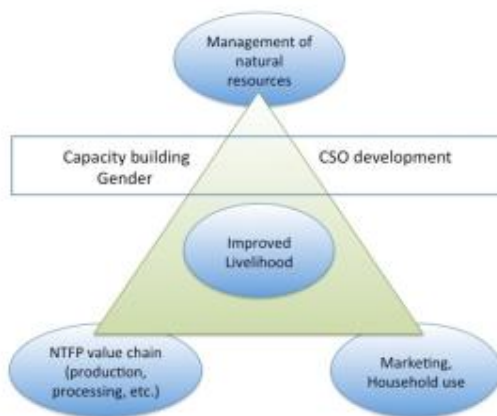 Management of
natural
resources
Capacity building
Gender
CSO development
Improved
Livelihood
NTFP value chain
(production,
processing, etc.)
Marketing,
Household use